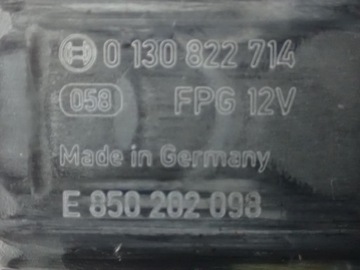 0 130 822 714
058 FPG 12V
Made in Germany
E 850 202 098